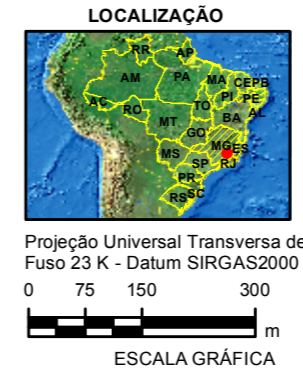 LOCALIZAÇÃO
RR AP
AM PA MA CE PB
PI PE
AC RO TO AL
MT BA
GO
MG ES
MS SP RJ
PR
RS SC
Projeção Universal Transversa de
Fuso 23 K - Datum SIRGAS2000
0 75 150 300
m
ESCALA GRÁFICA